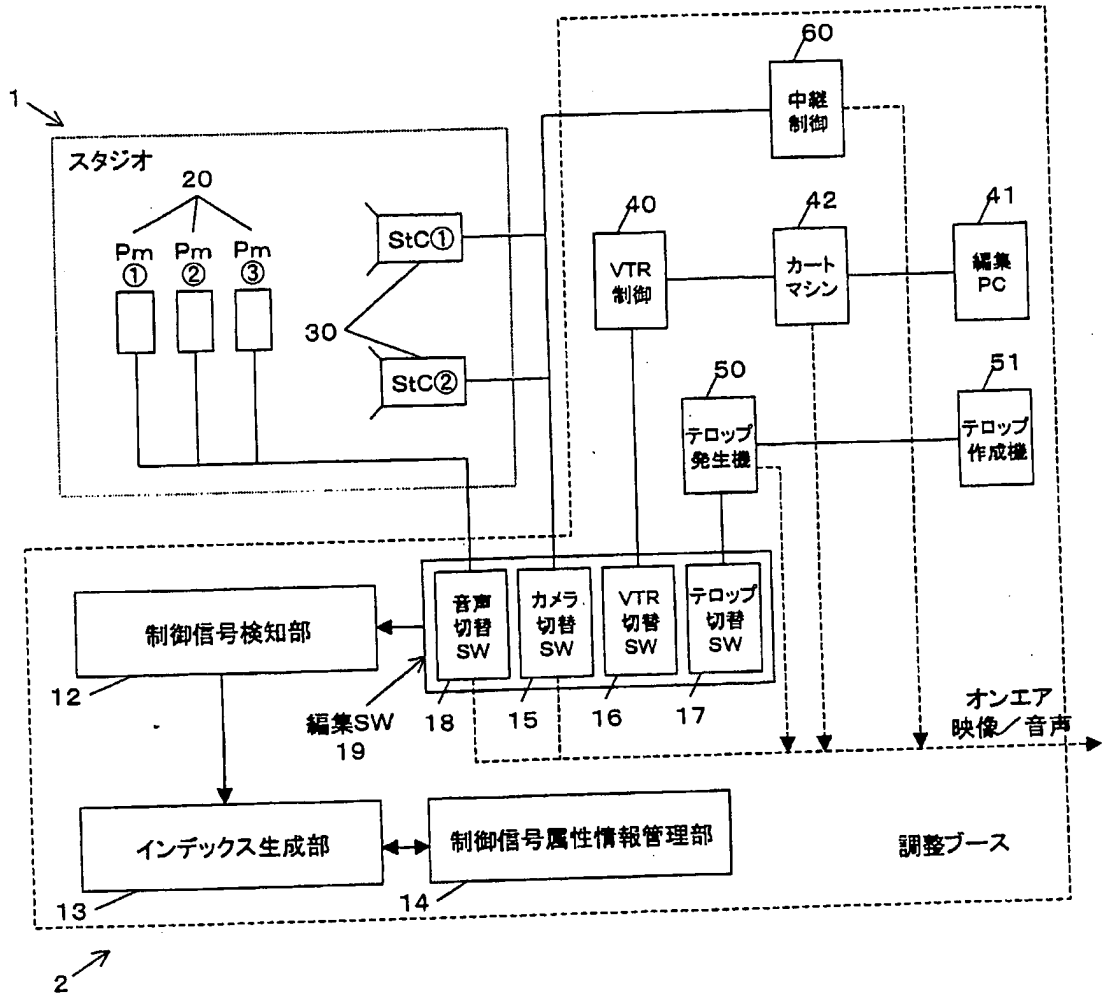 60
中継
制御
1
スタジオ
20
Pm
①
Pm
②
Pm
③
StC①
30
StC②
40
VTR
制御
42
カート
マシン
41
編集
PC
50
テロップ
発生機
51
テロップ
作成機
音声
切替
SW
カメラ
切替
SW
VTR
切替
SW
テロップ
切替
SW
制御信号検知部
12
編集SW
19
18
15
16
17
オンエア
映像／音声
インデックス生成部
13
制御信号属性情報管理部
14
調整ブース
2